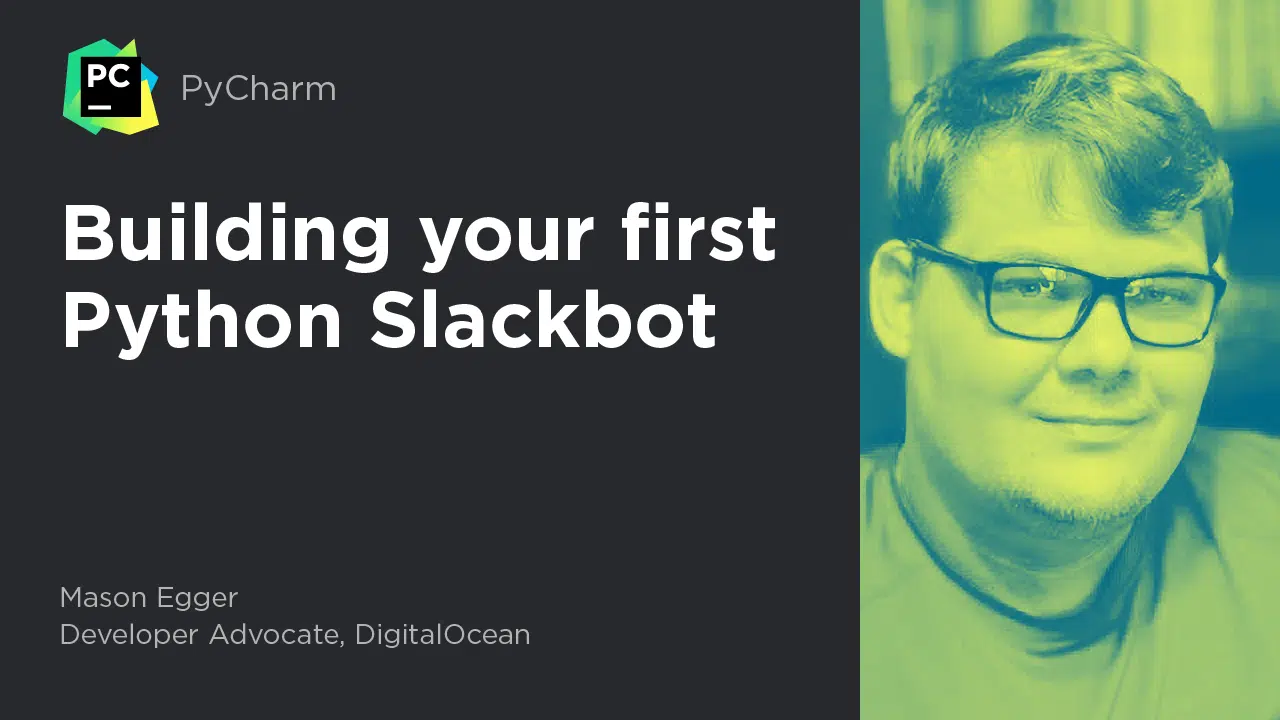 PC
PyCharm
Building your first
Python Slackbot
Mason Egger
Developer Advocate, DigitalOcean